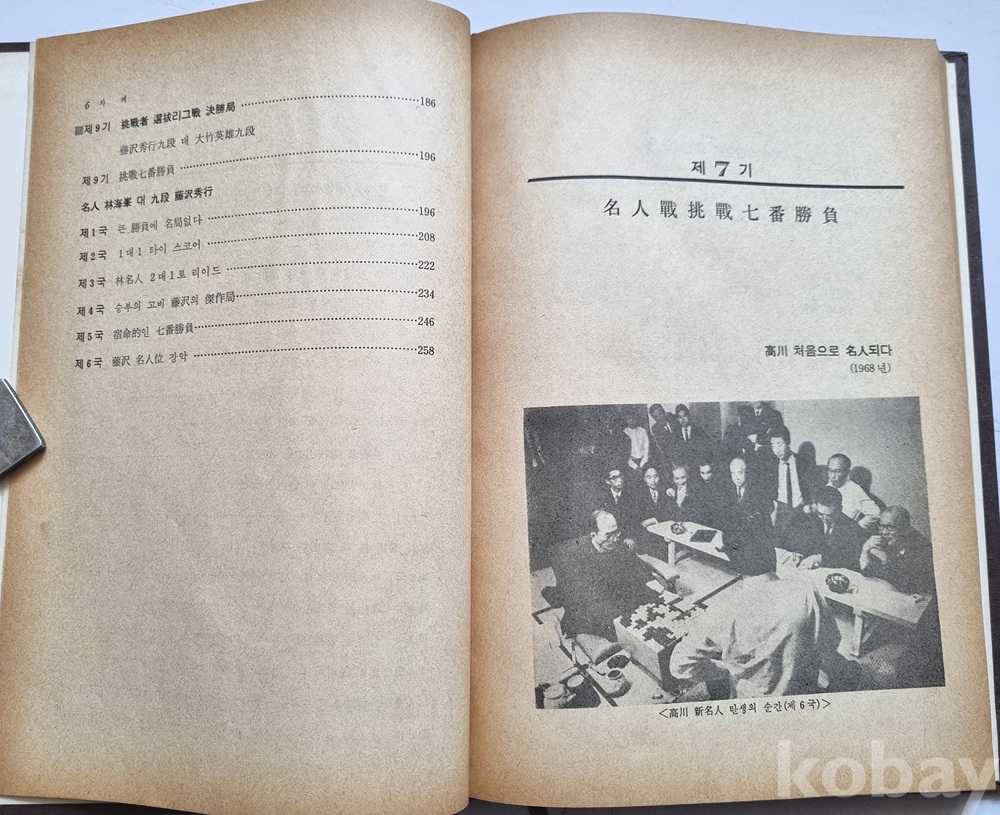 6 차 례
▩제9기 挑戰者 選拔리그戰 決勝局 ……186
藤沢秀行九段 대 大竹英雄九段
제9기 挑戰七番勝負 ……196
名人 林海峯 대 九段 藤沢秀行
제1국 큰 勝負에 名局없다 ……196
제2국 1대1 타이 스코어 ……208
제3국 林名人 2대1로 리이드 ……222
제4국 승부의 고비 藤沢의 傑作局 ……234
제5국 宿命的인 七番勝負 ……246
제6국 藤沢 名人位 장악 ……258
제 7 기
名人戰挑戰七番勝負
高川 처음으로 名人되다
(1968년)
<高川 新名人 탄생의 순간(제6국)>
kobay